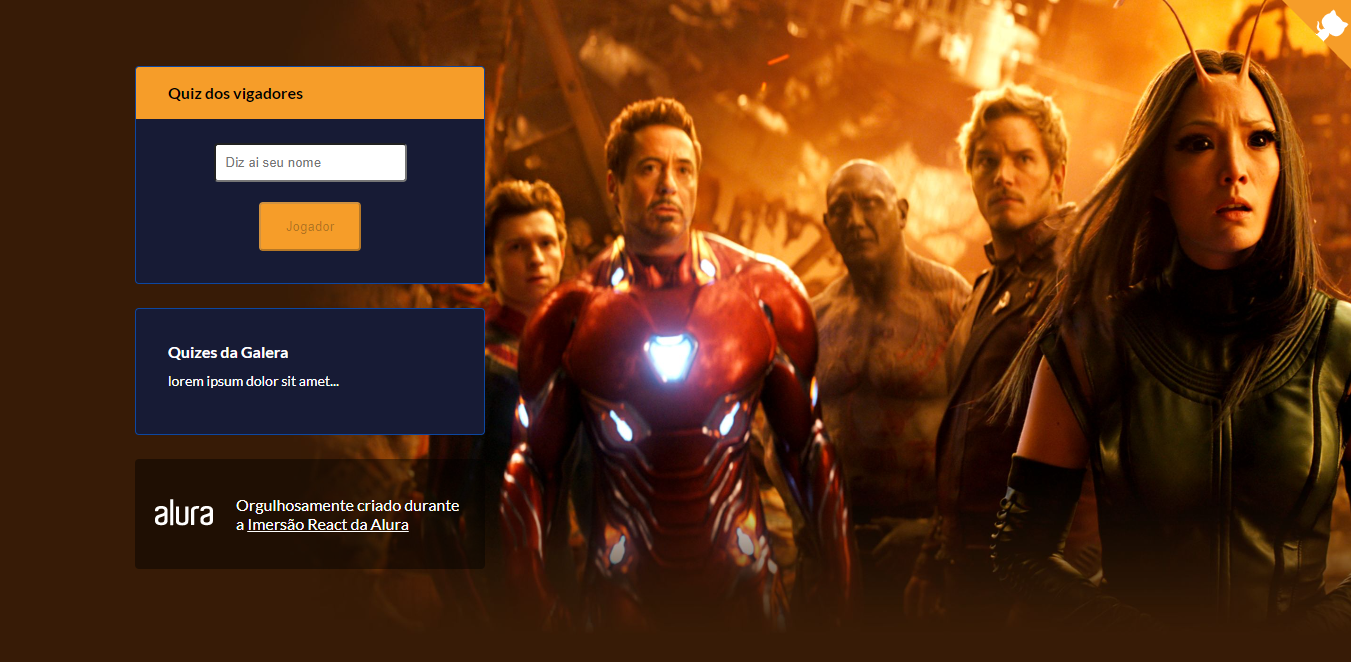 Quiz dos vigadores
Diz ai seu nome
Jogador
Quizes da Galera
lorem ipsum dolor sit amet...
alura
Orgulhosamente criado durante
a Imersão React da Alura